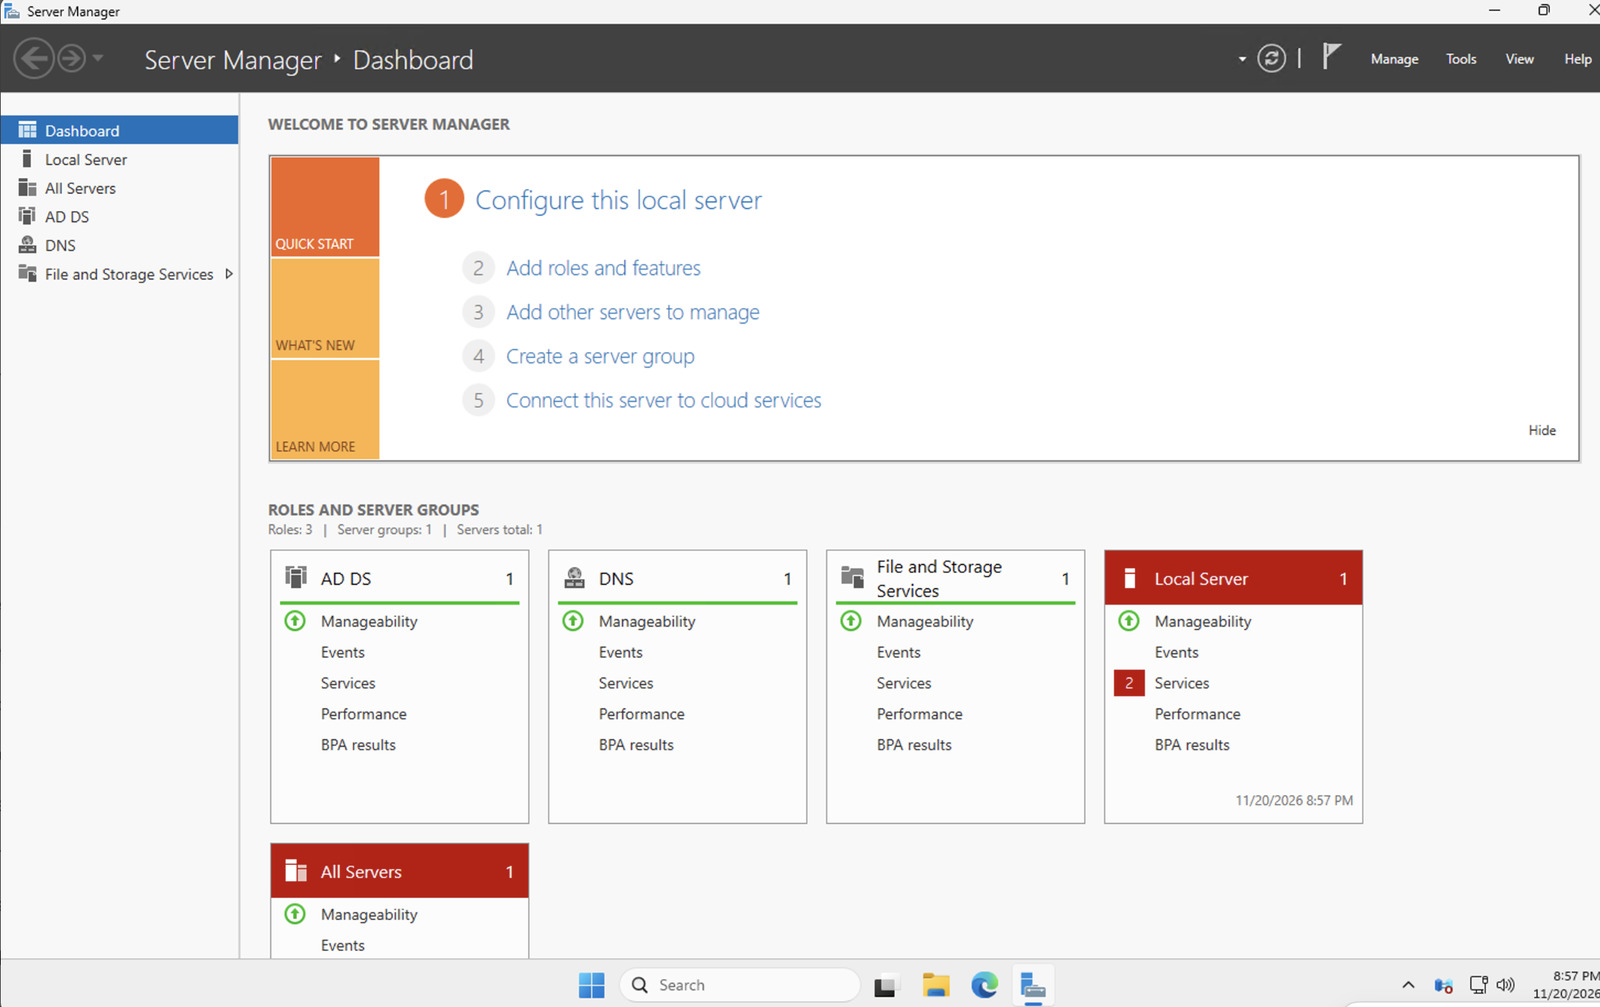 Server Manager
Server Manager ‣ Dashboard
Manage
Tools
View
Help
Dashboard
Local Server
All Servers
AD DS
DNS
File and Storage Services
WELCOME TO SERVER MANAGER
QUICK START
WHAT'S NEW
LEARN MORE
1 Configure this local server
2 Add roles and features
3 Add other servers to manage
4 Create a server group
5 Connect this server to cloud services
Hide
ROLES AND SERVER GROUPS
Roles: 3 | Server groups: 1 | Servers total: 1
AD DS 1
Manageability
Events
Services
Performance
BPA results
DNS 1
Manageability
Events
Services
Performance
BPA results
File and Storage
Services 1
Manageability
Events
Services
Performance
BPA results
Local Server 1
Manageability
Events
2 Services
Performance
BPA results
11/20/2026 8:57 PM
All Servers 1
Manageability
Events
Search
8:57 PM
11/20/2026